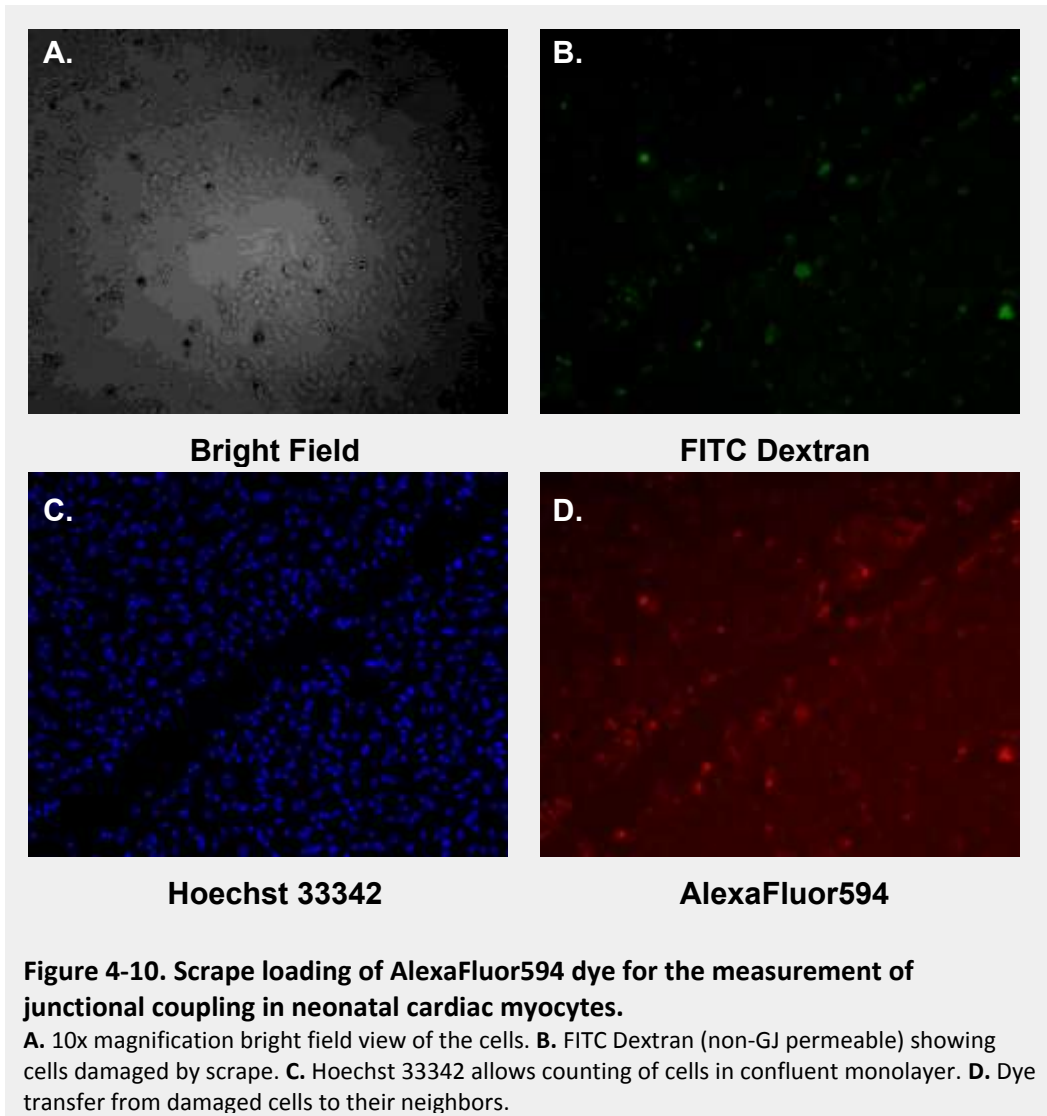 A.
B.
Bright Field
FITC Dextran
C.
D.
Hoechst 33342
AlexaFluor594
Figure 4-10. Scrape loading of AlexaFluor594 dye for the measurement of
junctional coupling in neonatal cardiac myocytes.
A. 10x magnification bright field view of the cells. B. FITC Dextran (non-GJ permeable) showing
cells damaged by scrape. C. Hoechst 33342 allows counting of cells in confluent monolayer. D. Dye
transfer from damaged cells to their neighbors.